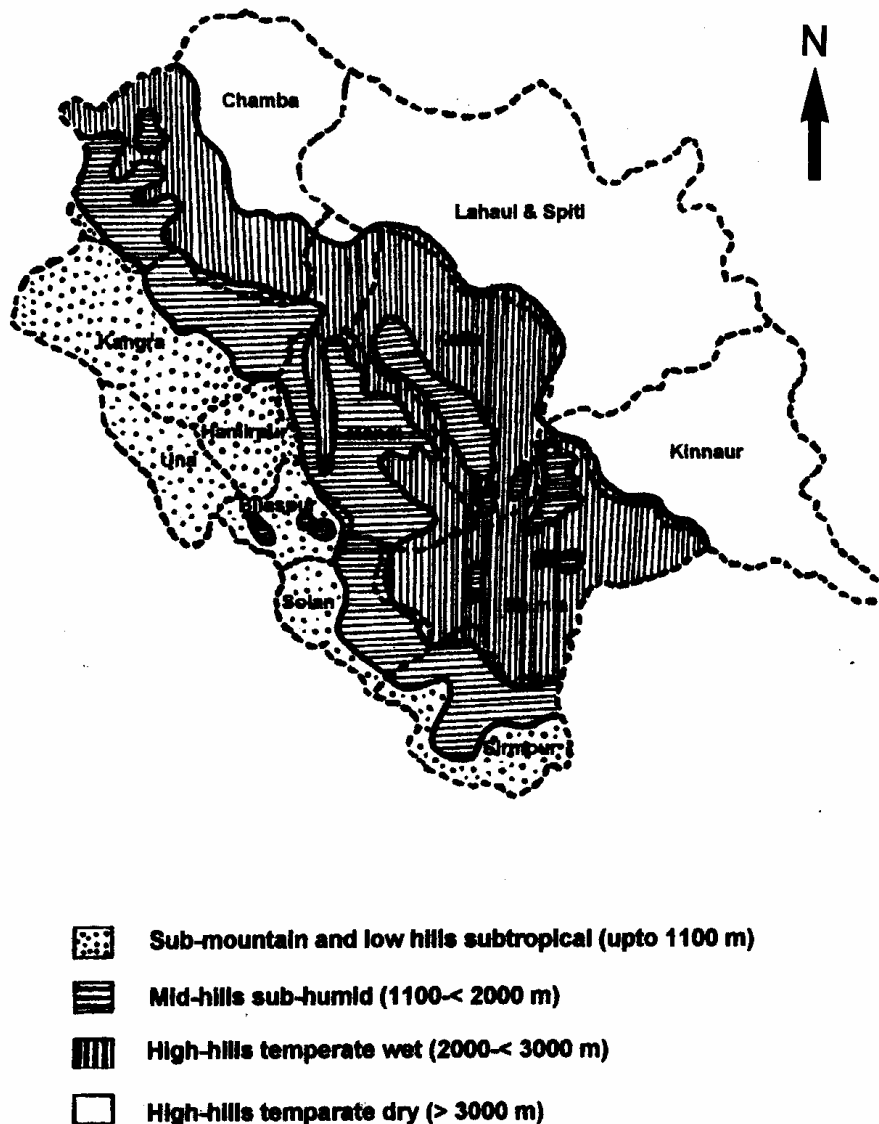 N
Chamba
Lahaul & Spiti
Kangra
Hamirpur
Una
Kinnaur
Bilaspur
Solan
Sirmour
Sub-mountain and low hills subtropical (upto 1100 m)
Mid-hills sub-humid (1100-< 2000 m)
High-hills temperate wet (2000-< 3000 m)
High-hills temparate dry (> 3000 m)